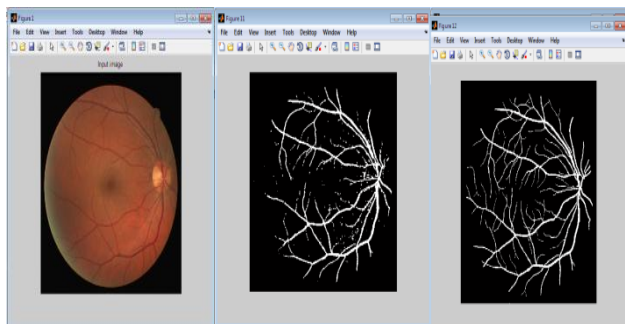 Figure 1
File Edit View Insert Tools Desktop Window Help
Input image
Figure 11
File Edit View Insert Tools Desktop Window Help
Figure 12
File Edit View Insert Tools Desktop Window Help